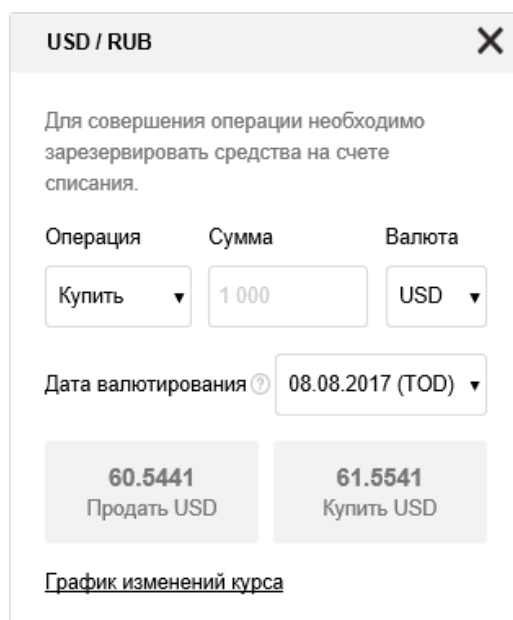 USD / RUB
Для совершения операции необходимо
зарезервировать средства на счете
списания.
Операция Сумма Валюта
Купить 1 000 USD
Дата валютирования ? 08.08.2017 (TOD)
60.5441 61.5541
Продать USD Купить USD
График изменений курса